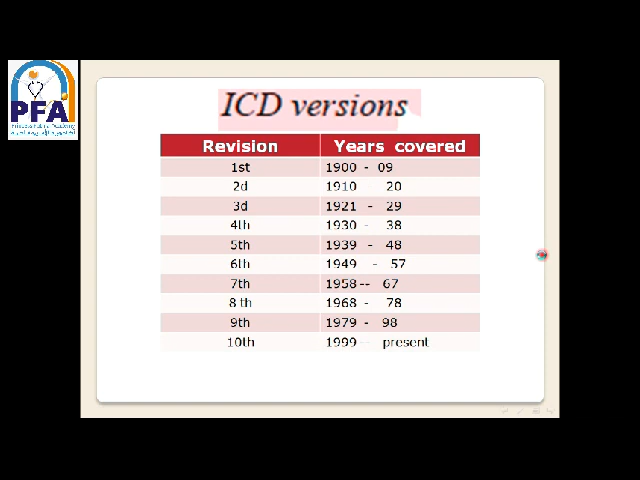 PFA
ICD versions
Revision Years covered
1st 1900 - 09
2d 1910 20
3d 1921 - 29
4th 1930 - 38
5th 1939 - 48
6th 1949 - 57
7th 1958 -- 67
8 th 1968 - 78
9th 1979 - 98
10th 1999 -- present